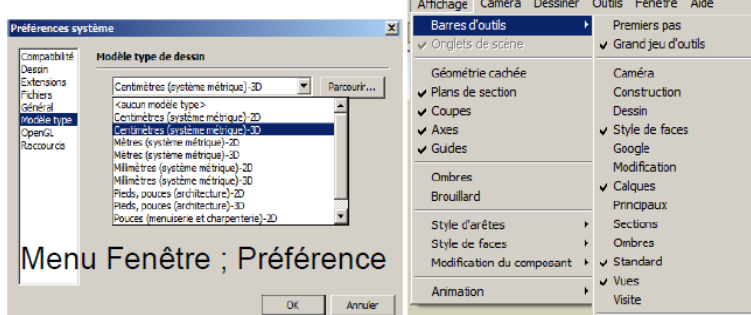 Préférences système
Compatibilité
Dessin
Extensions
Fichiers
Général
Modèle type
OpenGL
Raccourcis
Modèle type de dessin
Centimètres (système métrique)-3D
Parcourir...
<aucun modèle type>
Centimètres (système métrique)-2D
Centimètres (système métrique)-3D
Mètres (système métrique)-2D
Mètres (système métrique)-3D
Millimètres (système métrique)-2D
Millimètres (système métrique)-3D
Pieds, pouces (architecture)-2D
Pieds, pouces (architecture)-3D
Pouces (menuiserie et charpenterie)-2D
Menu Fenêtre ; Préférence
OK Annuler
Affichage Caméra Dessiner Outils Fenêtre Aide
Barres d'outils
Onglets de scène
Géométrie cachée
Plans de section
Coupes
Axes
Guides
Ombres
Brouillard
Style d'arêtes
Style de faces
Modification du composant
Animation
Premiers pas
Grand jeu d'outils
Caméra
Construction
Dessin
Style de faces
Google
Modification
Calques
Principaux
Sections
Ombres
Standard
Vues
Visite